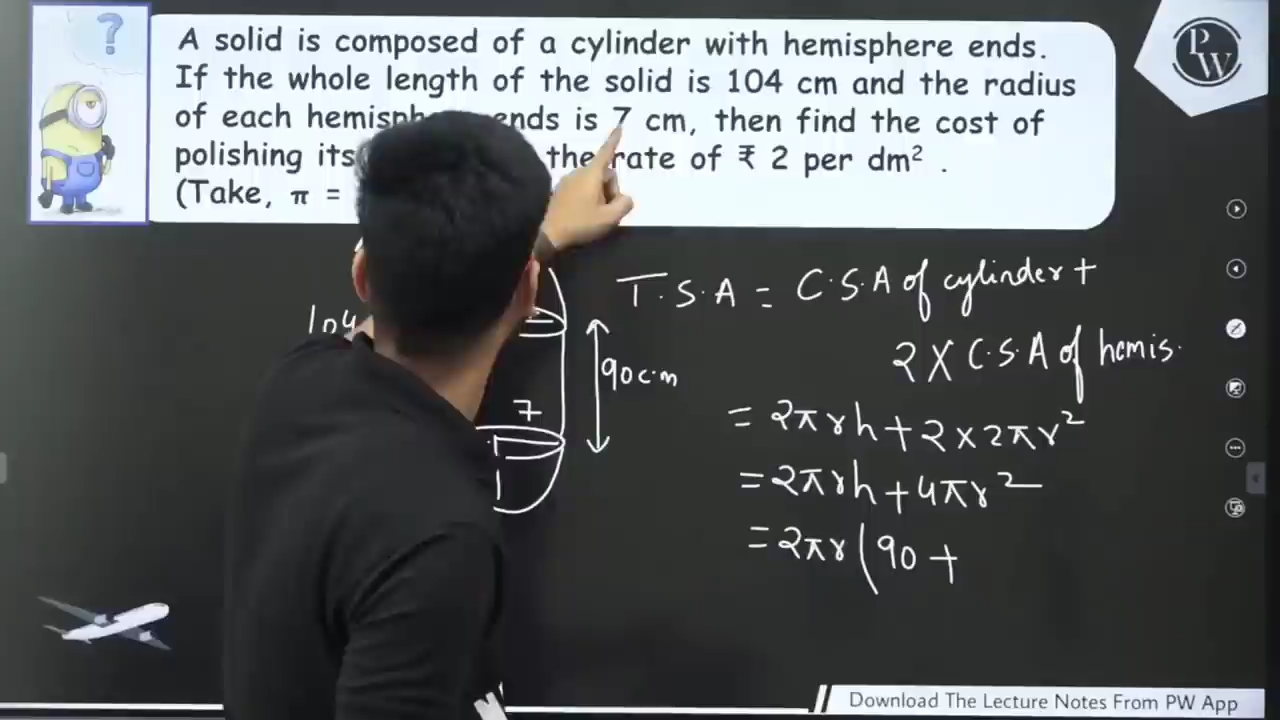 ?
A solid is composed of a cylinder with hemisphere ends.
If the whole length of the solid is 104 cm and the radius
of each ends is 7 cm, then find the cost of
polishing its the rate of ₹ 2 per dm².
(Take, π =
P
W
104
7
90cm
T.S.A = C.S.A of cylinder +
2 X C.S.A of hemis.
= 2πrh + 2×2πr²
= 2πrh + 4πr²
= 2πr(90 +
Download The Lecture Notes From PW App